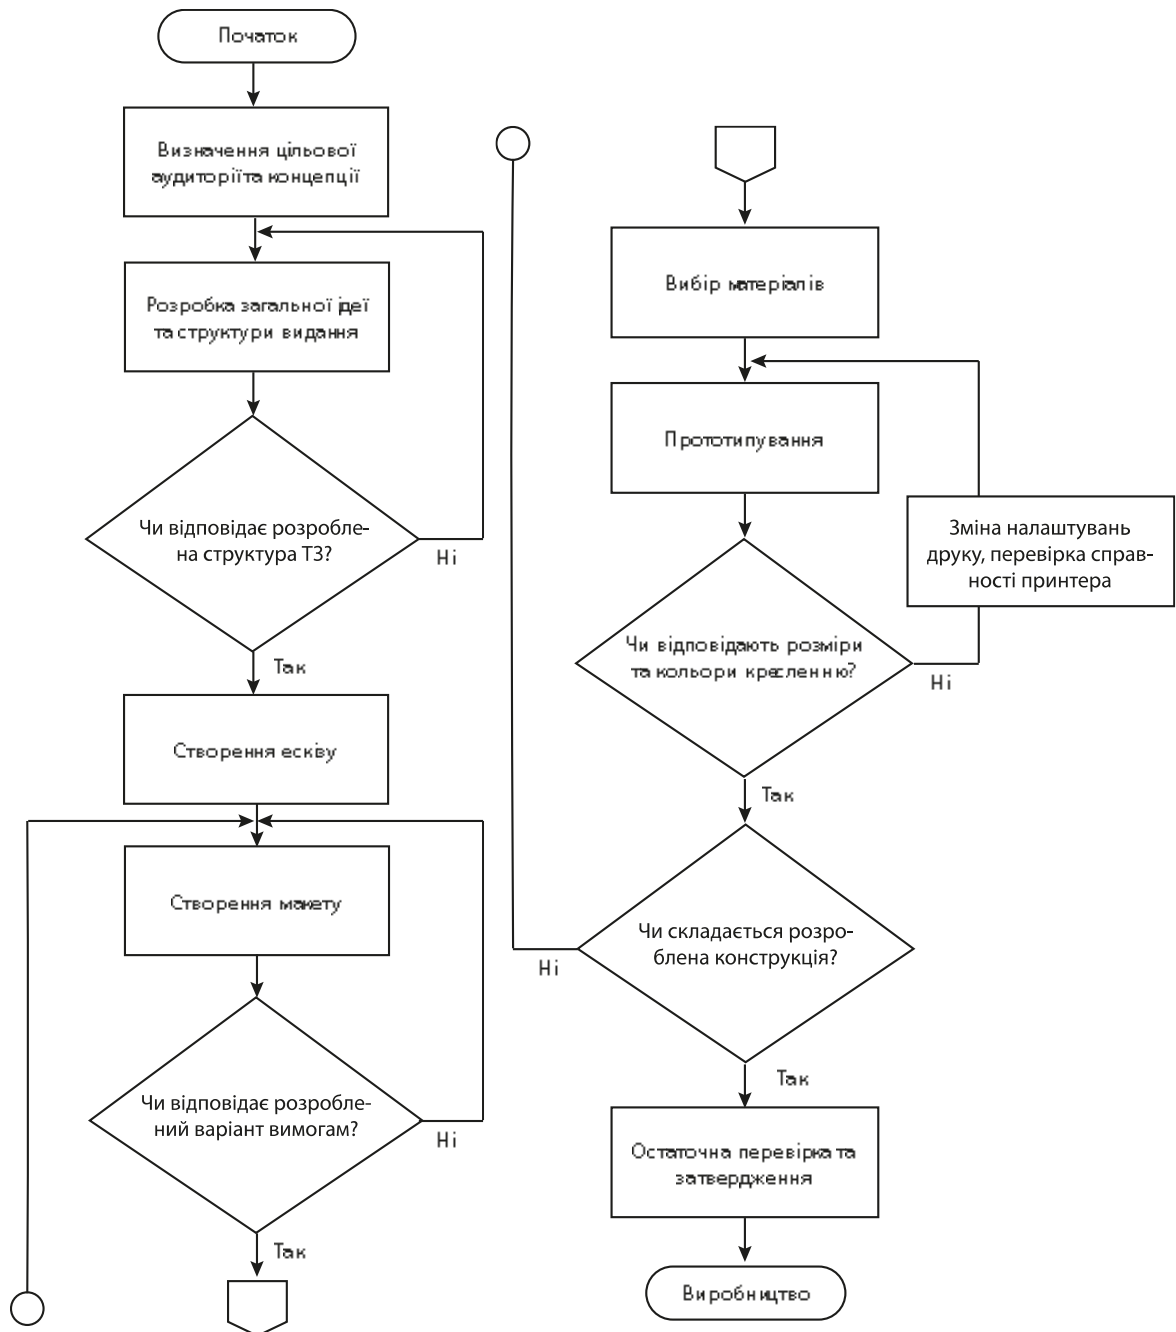 Початок
Визначення цільової
аудиторії та концепції
Розробка загальної ідеї
та структури видання
Чи відповідає розробле-
на структура ТЗ?
Ні
Так
Створення ескізу
Створення макету
Чи відповідає розробле-
ний варіант вимогам?
Ні
Так
Вибір матеріалів
Прототипування
Зміна налаштувань
друку, перевірка справ-
ності принтера
Чи відповідають розміри
та кольори кресленню?
Ні
Так
Чи складається розро-
блена конструкція?
Ні
Так
Остаточна перевірка та
затвердження
Виробництво